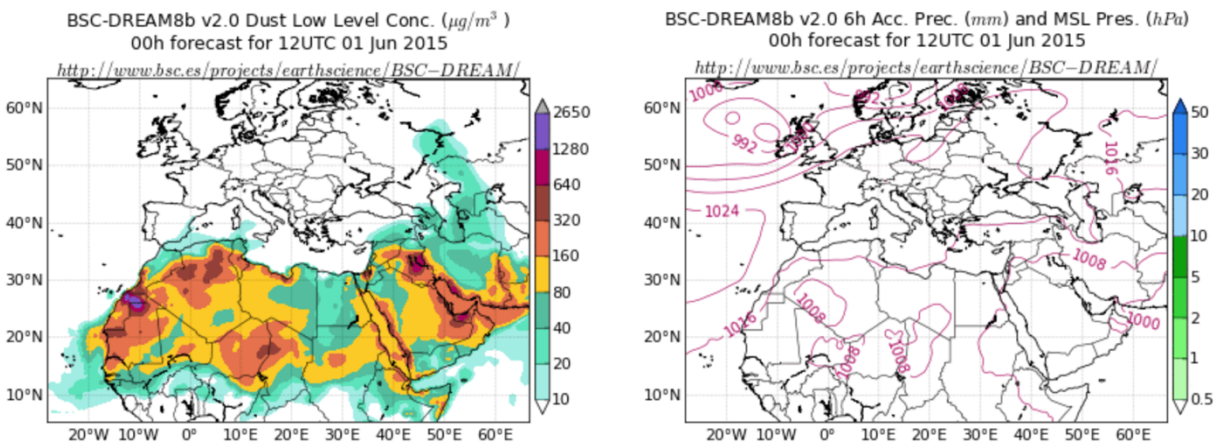 BSC-DREAM8b v2.0 Dust Low Level Conc. (μg/m³ )
00h forecast for 12UTC 01 Jun 2015
http://www.bsc.es/projects/earthscience/BSC−DREAM/
60°N
50°N
40°N
30°N
20°N
10°N
20°W 10°W 0° 10°E 20°E 30°E 40°E 50°E 60°E
2650
1280
640
320
160
80
40
20
10
BSC-DREAM8b v2.0 6h Acc. Prec. (mm) and MSL Pres. (hPa)
00h forecast for 12UTC 01 Jun 2015
http://www.bsc.es/projects/earthscience/BSC−DREAM/
60°N
50°N
40°N
30°N
20°N
10°N
20°W 10°W 0° 10°E 20°E 30°E 40°E 50°E 60°E
992
1016
1024
1008
1008
1016
1000
1008
1008
50
30
20
10
5
2
1
0.5